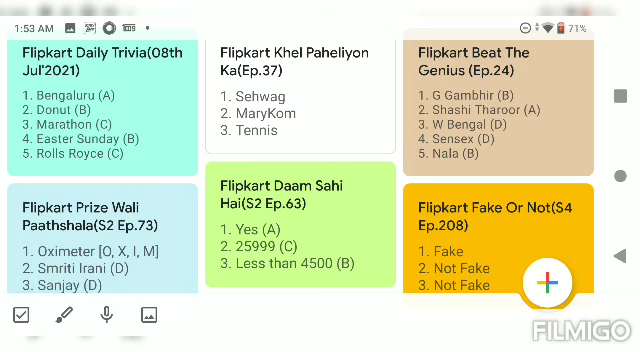 1:53 AM
71%
Flipkart Daily Trivia(08th
Jul'2021)
1. Bengaluru (A)
2. Donut (B)
3. Marathon (C)
4. Easter Sunday (B)
5. Rolls Royce (C)
Flipkart Khel Paheliyon
Ka(Ep.37)
1. Sehwag
2. MaryKom
3. Tennis
Flipkart Beat The
Genius (Ep.24)
1. G Gambhir (B)
2. Shashi Tharoor (A)
3. W Bengal (D)
4. Sensex (D)
5. Nala (B)
Flipkart Prize Wali
Paathshala(S2 Ep.73)
1. Oximeter [O, X, I, M]
2. Smriti Irani (D)
3. Sanjay (D)
Flipkart Daam Sahi
Hai(S2 Ep.63)
1. Yes (A)
2. 25999 (C)
3. Less than 4500 (B)
Flipkart Fake Or Not(S4
Ep.208)
1. Fake
2. Not Fake
3. Not Fake
FILMIGO